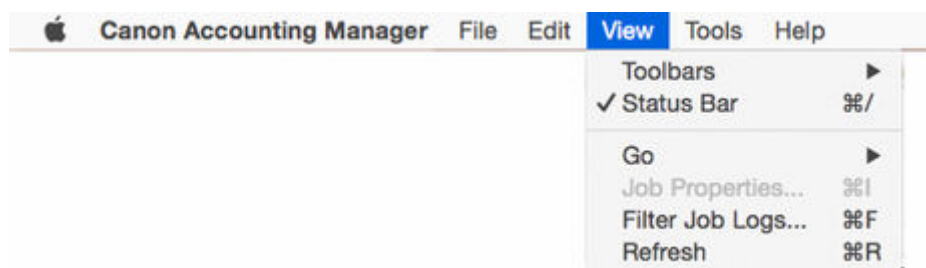 Canon Accounting Manager File Edit View Tools Help
Toolbars
✓ Status Bar ⌘/
Go
Job Properties... ⌘I
Filter Job Logs... ⌘F
Refresh ⌘R